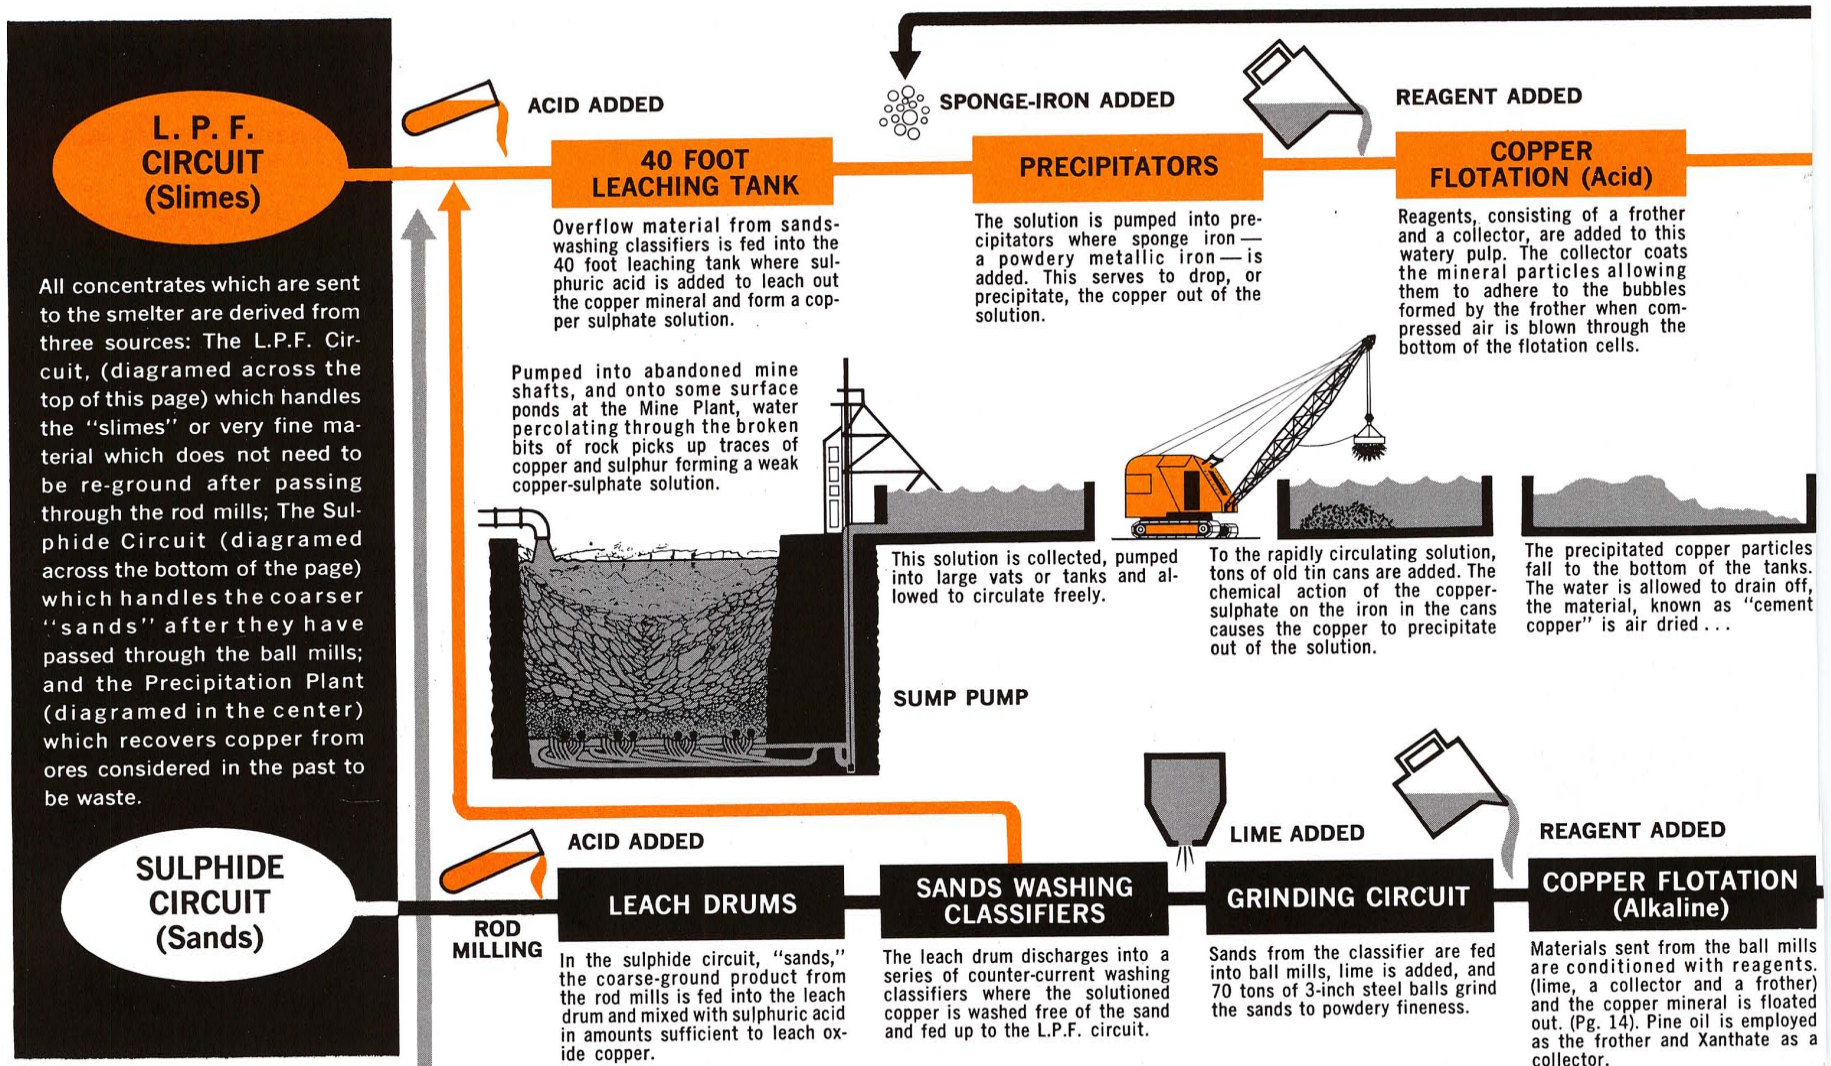 L. P. F.
CIRCUIT
(Slimes)
All concentrates which are sent
to the smelter are derived from
three sources: The L.P.F. Cir-
cuit, (diagramed across the
top of this page) which handles
the "slimes" or very fine ma-
terial which does not need to
be re-ground after passing
through the rod mills; The Sul-
phide Circuit (diagramed
across the bottom of the page)
which handles the coarser
"sands" after they have
passed through the ball mills;
and the Precipitation Plant
(diagramed in the center)
which recovers copper from
ores considered in the past to
be waste.
SULPHIDE
CIRCUIT
(Sands)
ACID ADDED
40 FOOT
LEACHING TANK
Overflow material from sands-
washing classifiers is fed into the
40 foot leaching tank where sul-
phuric acid is added to leach out
the copper mineral and form a cop-
per sulphate solution.
SPONGE-IRON ADDED
PRECIPITATORS
The solution is pumped into pre-
cipitators where sponge iron —
a powdery metallic iron — is
added. This serves to drop, or
precipitate, the copper out of the
solution.
REAGENT ADDED
COPPER
FLOTATION (Acid)
Reagents, consisting of a frother
and a collector, are added to this
watery pulp. The collector coats
the mineral particles allowing
them to adhere to the bubbles
formed by the frother when com-
pressed air is blown through the
bottom of the flotation cells.
Pumped into abandoned mine
shafts, and onto some surface
ponds at the Mine Plant, water
percolating through the broken
bits of rock picks up traces of
copper and sulphur forming a weak
copper-sulphate solution.
This solution is collected, pumped
into large vats or tanks and al-
lowed to circulate freely.
SUMP PUMP
To the rapidly circulating solution,
tons of old tin cans are added. The
chemical action of the copper-
sulphate on the iron in the cans
causes the copper to precipitate
out of the solution.
The precipitated copper particles
fall to the bottom of the tanks.
The water is allowed to drain off,
the material, known as "cement
copper" is air dried ...
ACID ADDED
ROD
MILLING
LEACH DRUMS
In the sulphide circuit, "sands,"
the coarse-ground product from
the rod mills is fed into the leach
drum and mixed with sulphuric acid
in amounts sufficient to leach ox-
ide copper.
SANDS WASHING
CLASSIFIERS
The leach drum discharges into a
series of counter-current washing
classifiers where the solutioned
copper is washed free of the sand
and fed up to the L.P.F. circuit.
LIME ADDED
GRINDING CIRCUIT
Sands from the classifier are fed
into ball mills, lime is added, and
70 tons of 3-inch steel balls grind
the sands to powdery fineness.
REAGENT ADDED
COPPER FLOTATION
(Alkaline)
Materials sent from the ball mills
are conditioned with reagents.
(lime, a collector and a frother)
and the copper mineral is floated
out. (Pg. 14). Pine oil is employed
as the frother and Xanthate as a
collector.